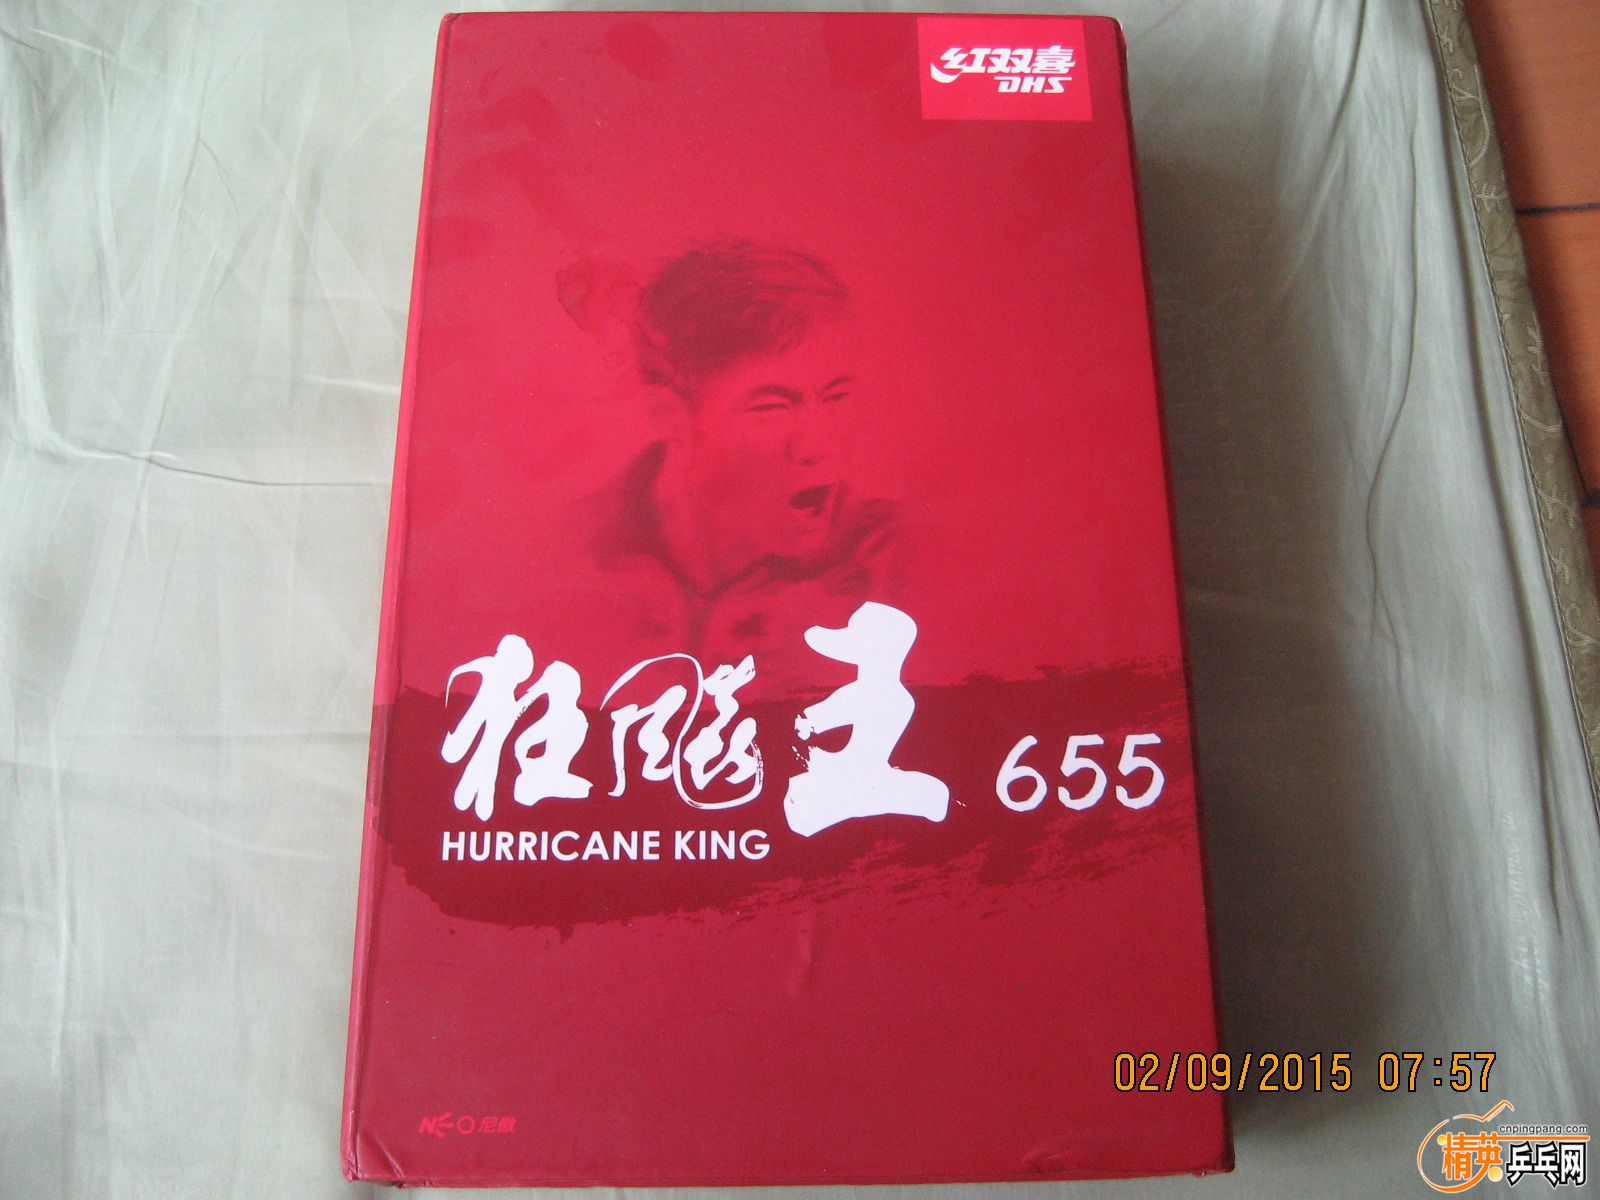 红双喜
DHS
狂飚王 655
HURRICANE KING
NEO 尼傲
02/09/2015 07:57
cnpingpang.com
精英乒乓网